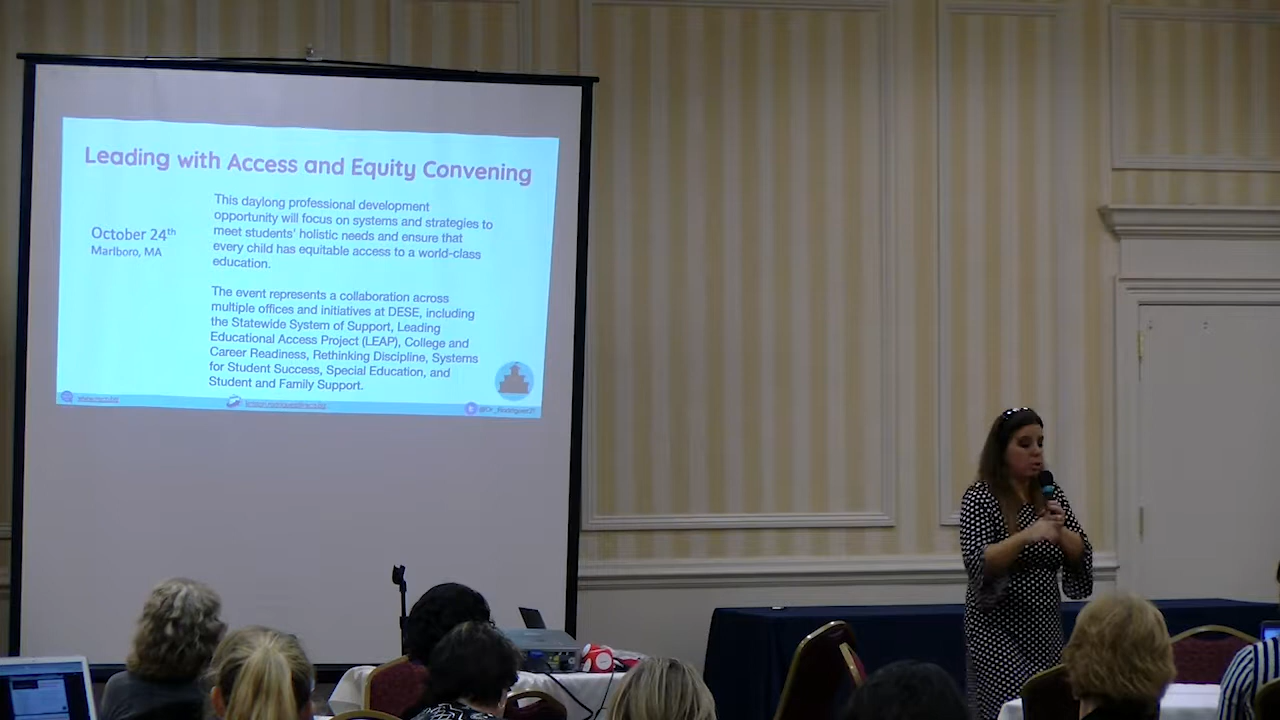 Leading with Access and Equity Convening
October 24th
Marlboro, MA
This daylong professional development
opportunity will focus on systems and strategies to
meet students' holistic needs and ensure that
every child has equitable access to a world-class
education.
The event represents a collaboration across
multiple offices and initiatives at DESE, including
the Statewide System of Support, Leading
Educational Access Project (LEAP), College and
Career Readiness, Rethinking Discipline, Systems
for Student Success, Special Education, and
Student and Family Support.